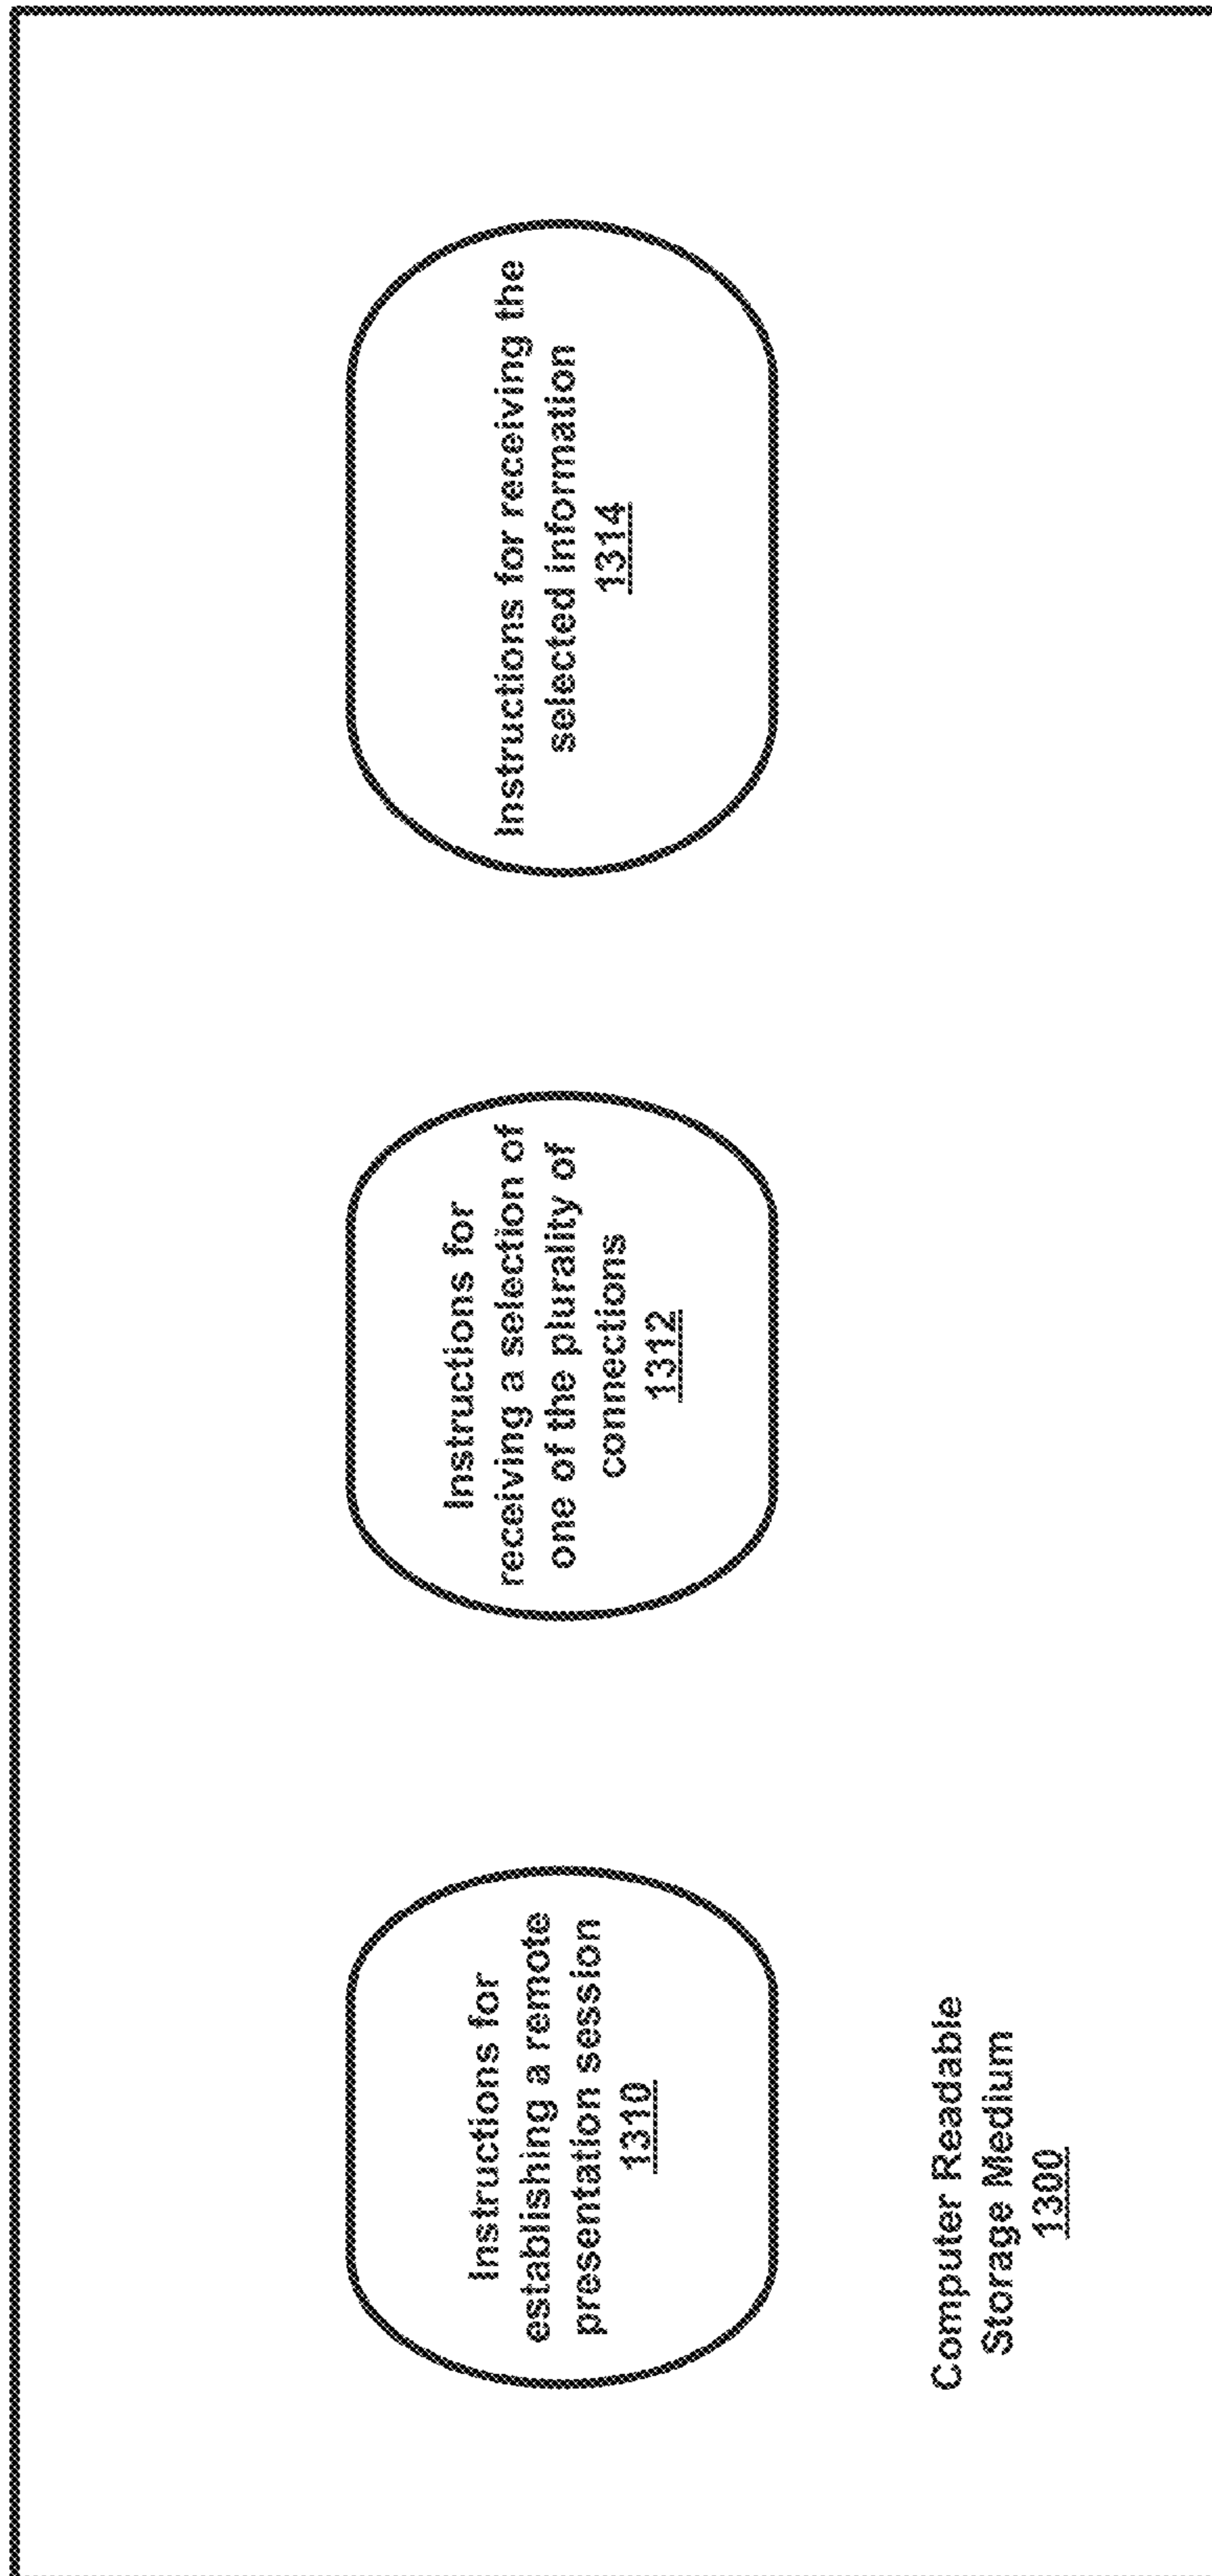 Instructions for
establishing a remote
presentation session
1310
Instructions for
receiving a selection of
one of the plurality of
connections
1312
Instructions for receiving the
selected information
1314
Computer Readable
Storage Medium
1300